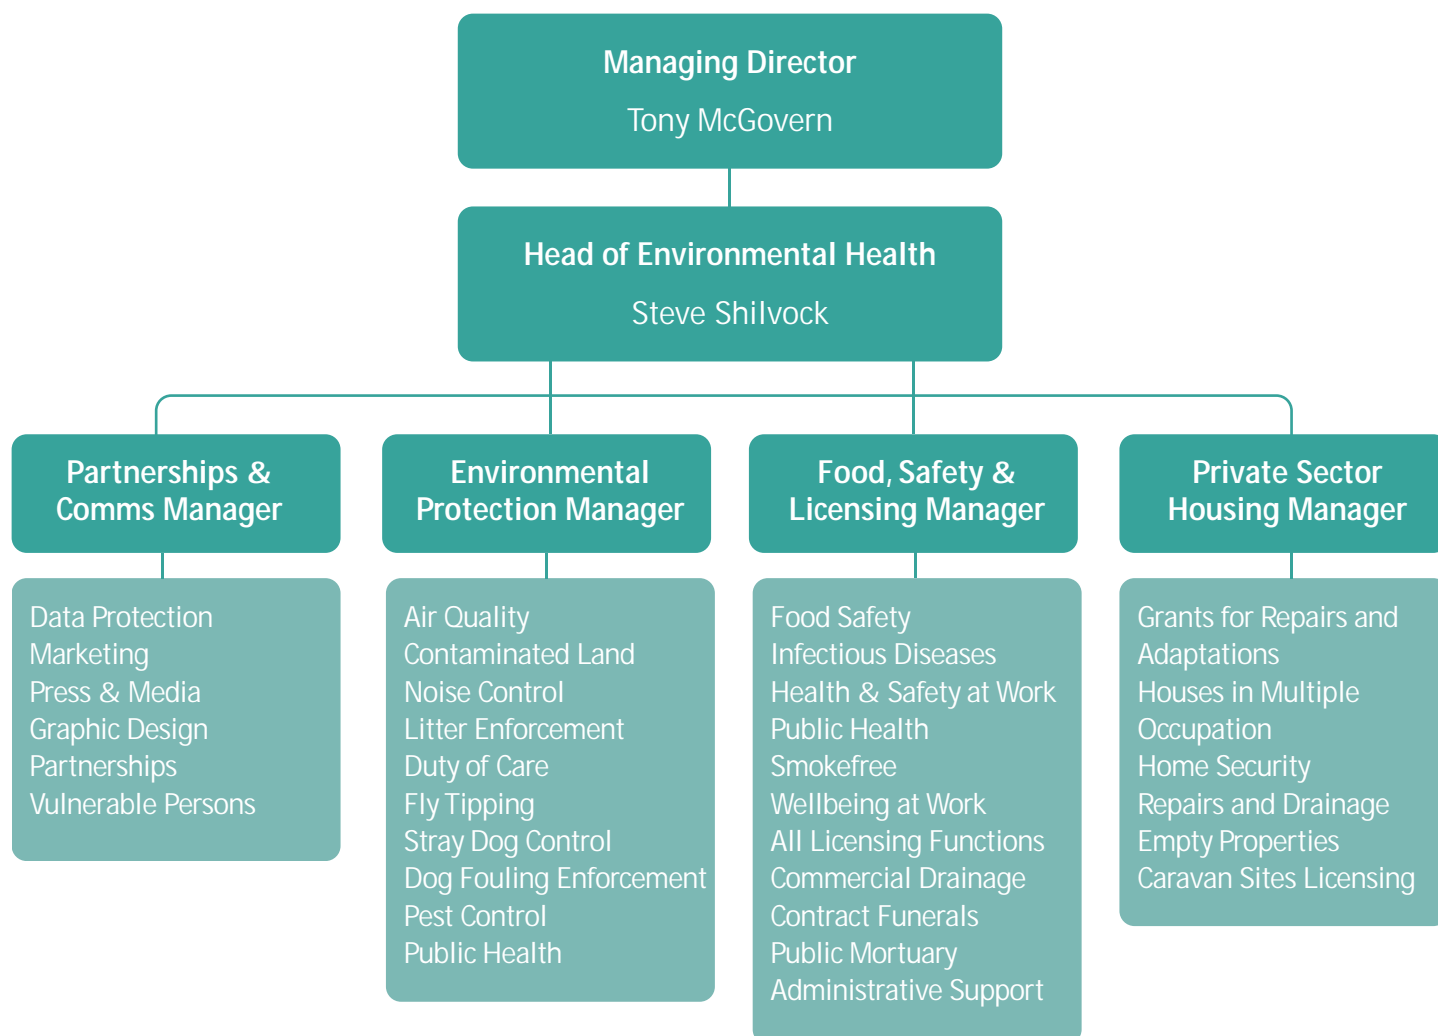 Managing Director
Tony McGovern
Head of Environmental Health
Steve Shilvock
Partnerships &
Comms Manager
Environmental
Protection Manager
Food, Safety &
Licensing Manager
Private Sector
Housing Manager
Data Protection
Marketing
Press & Media
Graphic Design
Partnerships
Vulnerable Persons
Air Quality
Contaminated Land
Noise Control
Litter Enforcement
Duty of Care
Fly Tipping
Stray Dog Control
Dog Fouling Enforcement
Pest Control
Public Health
Food Safety
Infectious Diseases
Health & Safety at Work
Public Health
Smokefree
Wellbeing at Work
All Licensing Functions
Commercial Drainage
Contract Funerals
Public Mortuary
Administrative Support
Grants for Repairs and
Adaptations
Houses in Multiple
Occupation
Home Security
Repairs and Drainage
Empty Properties
Caravan Sites Licensing